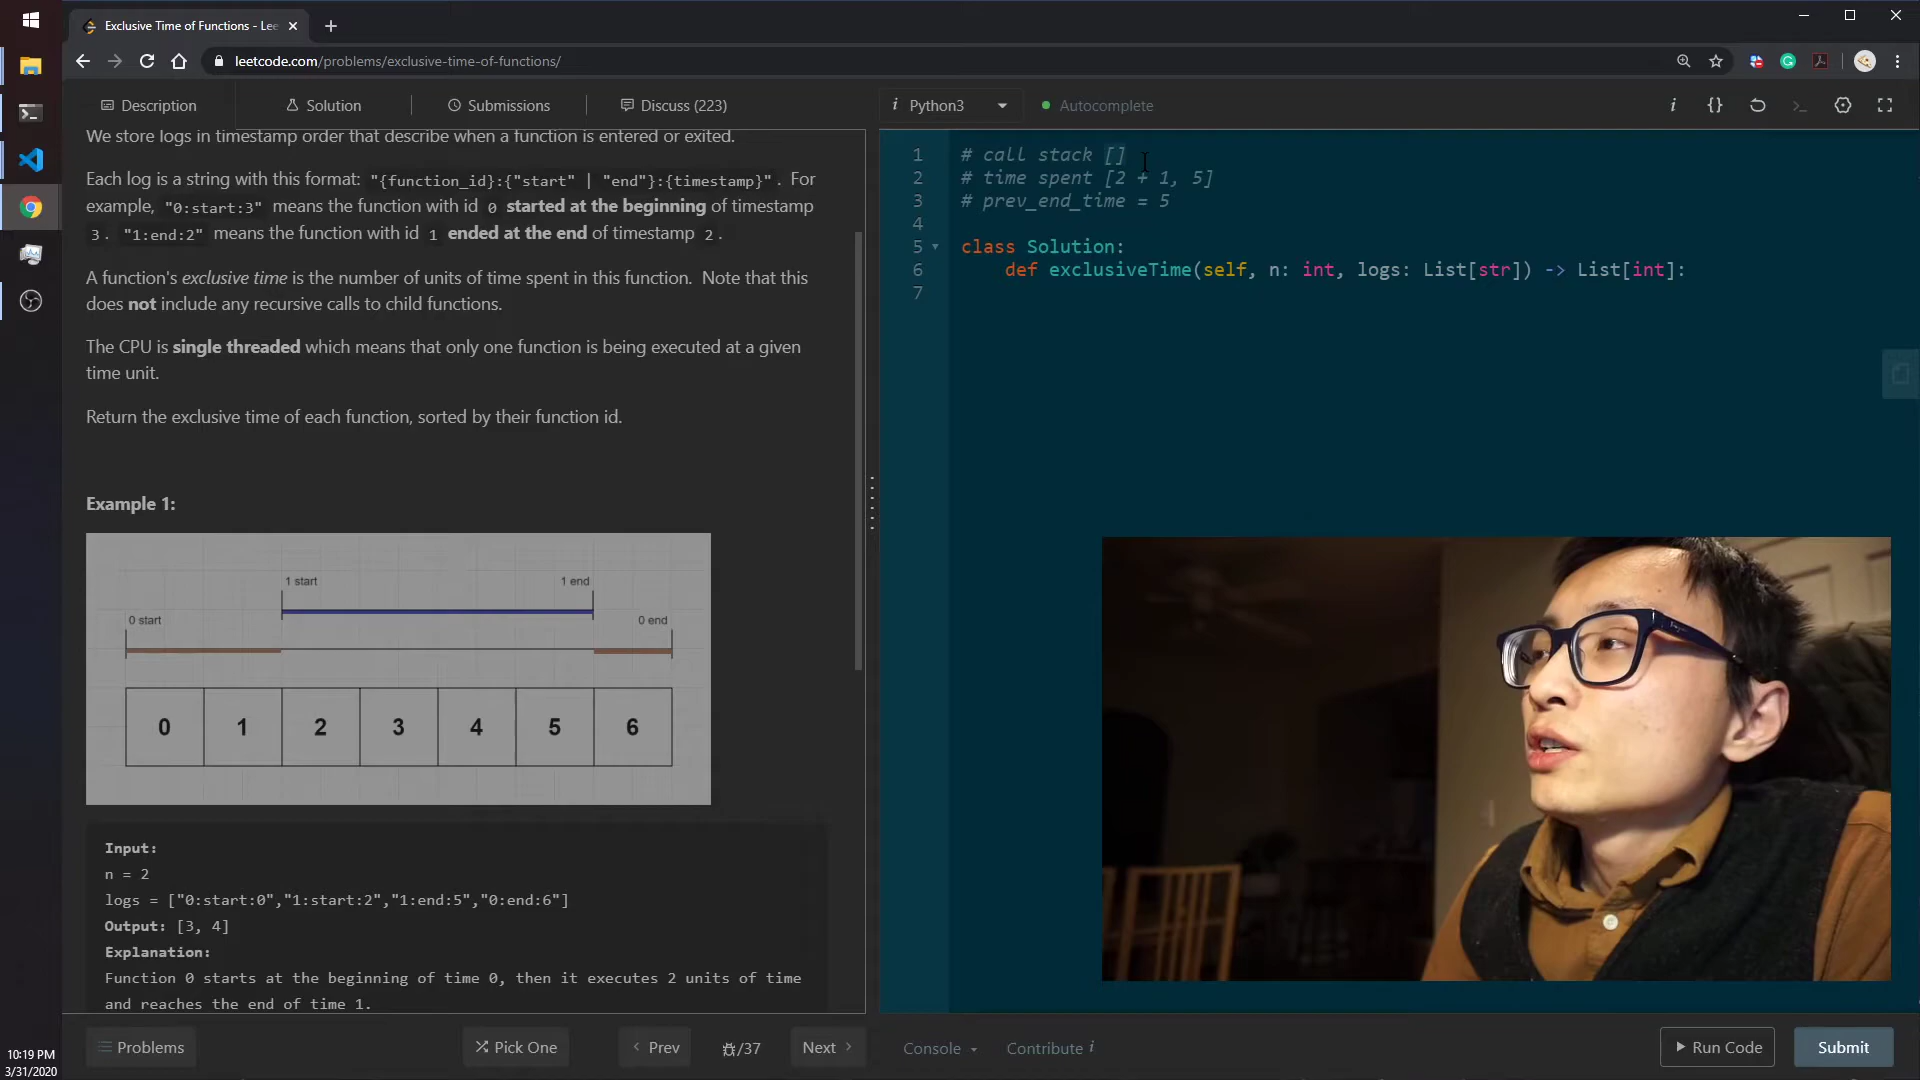 Exclusive Time of Functions - Lee
leetcode.com/problems/exclusive-time-of-functions/
Description
Solution
Submissions
Discuss (223)
i Python3
Autocomplete
We store logs in timestamp order that describe when a function is entered or exited.
Each log is a string with this format: "{function_id}:{"start" | "end"}:{timestamp}". For
example, "0:start:3" means the function with id 0 started at the beginning of timestamp
3. "1:end:2" means the function with id 1 ended at the end of timestamp 2.
A function's exclusive time is the number of units of time spent in this function. Note that this
does not include any recursive calls to child functions.
The CPU is single threaded which means that only one function is being executed at a given
time unit.
Return the exclusive time of each function, sorted by their function id.
Example 1:
1 start 1 end
0 start 0 end
0 1 2 3 4 5 6
Input:
n = 2
logs = ["0:start:0","1:start:2","1:end:5","0:end:6"]
Output: [3, 4]
Explanation:
Function 0 starts at the beginning of time 0, then it executes 2 units of time
and reaches the end of time 1.
1 # call stack []
2 # time spent [2 + 1, 5]
3 # prev_end_time = 5
4
5 class Solution:
6 def exclusiveTime(self, n: int, logs: List[str]) -> List[int]:
7
Problems
Pick One
Prev
/37
Next
Console
Contribute i
Run Code
Submit
10:19 PM
3/31/2020